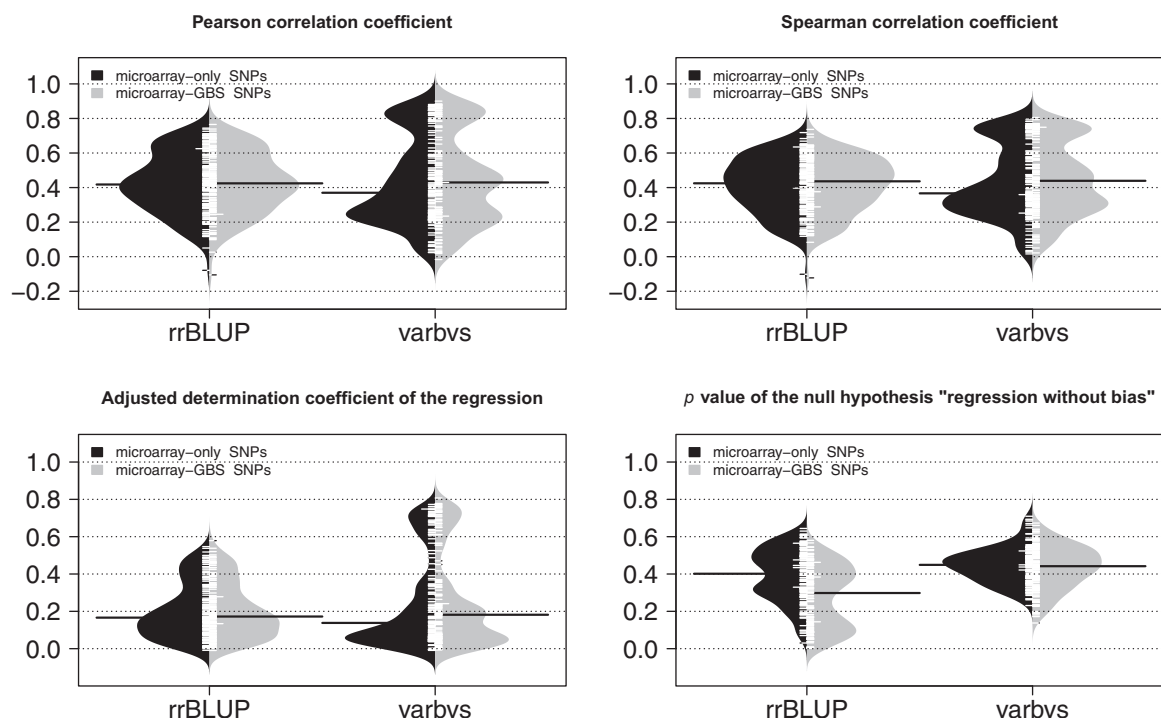 Pearson correlation coefficient
microarray−only SNPs
microarray−GBS SNPs
1.0
0.8
0.6
0.4
0.2
0.0
−0.2
rrBLUP
varbvs
Spearman correlation coefficient
microarray−only SNPs
microarray−GBS SNPs
1.0
0.8
0.6
0.4
0.2
0.0
−0.2
rrBLUP
varbvs
Adjusted determination coefficient of the regression
microarray−only SNPs
microarray−GBS SNPs
1.0
0.8
0.6
0.4
0.2
0.0
rrBLUP
varbvs
p value of the null hypothesis "regression without bias"
microarray−only SNPs
microarray−GBS SNPs
1.0
0.8
0.6
0.4
0.2
0.0
rrBLUP
varbvs